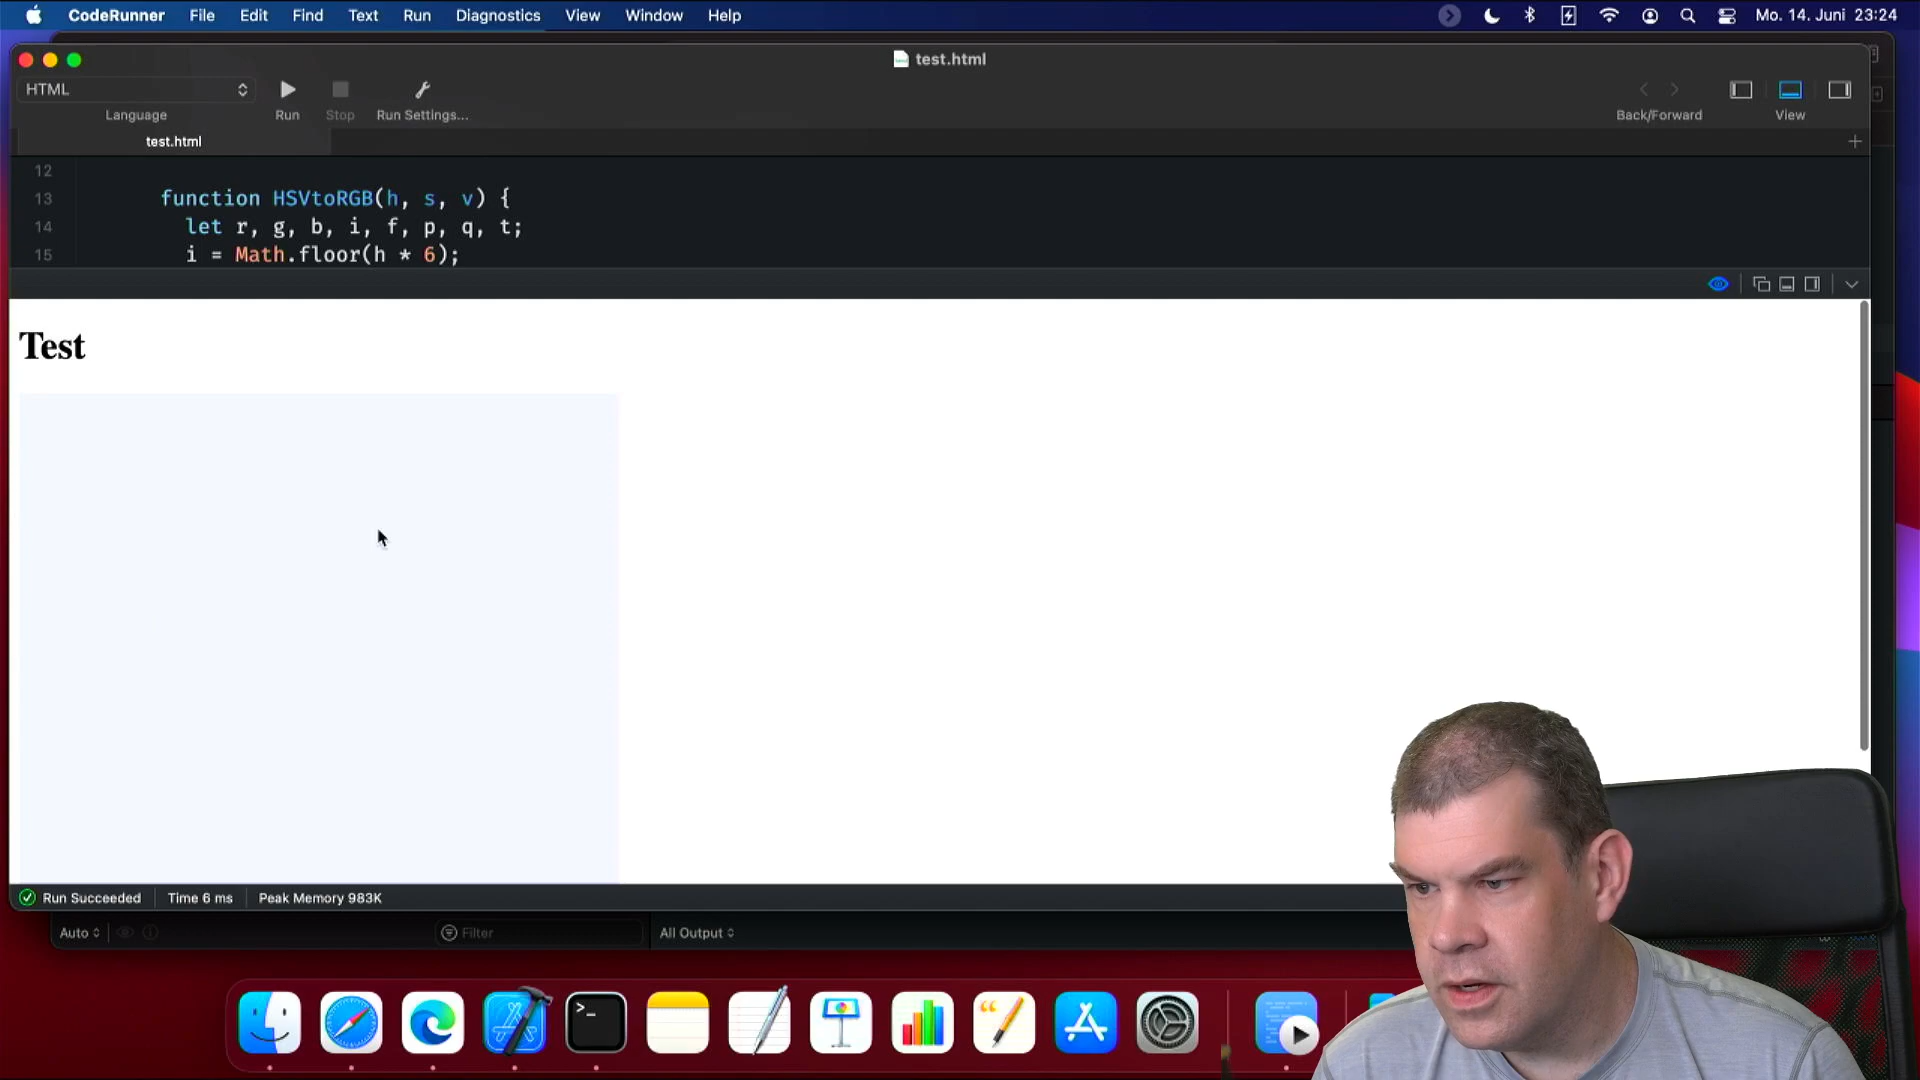 CodeRunner File Edit Find Text Run Diagnostics View Window Help Mo. 14. Juni 23:24
test.html
HTML
Language Run Stop Run Settings... Back/Forward View
test.html
12
13 function HSVtoRGB(h, s, v) {
14 let r, g, b, i, f, p, q, t;
15 i = Math.floor(h * 6);
Test
Run Succeeded Time 6 ms Peak Memory 983K
Auto Filter All Output